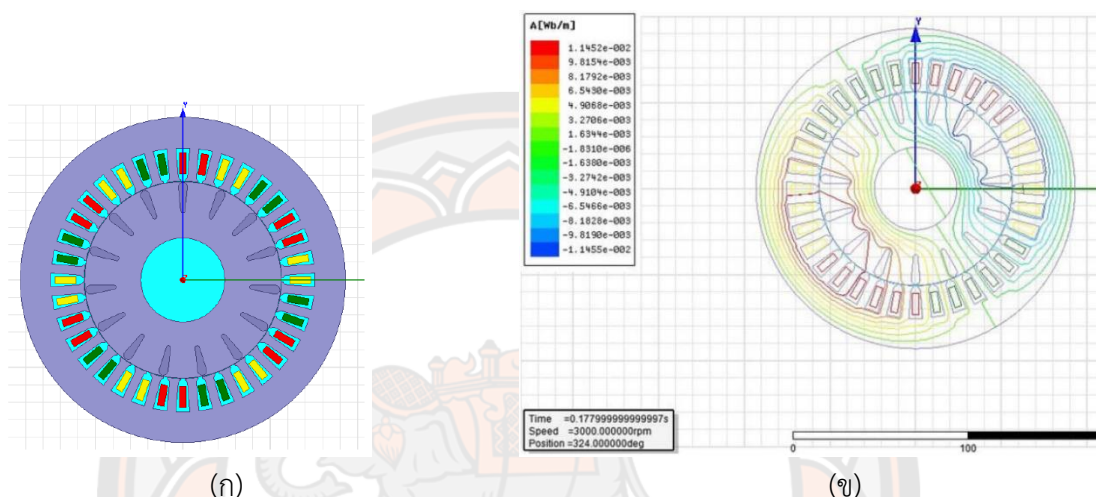 Y
Y
A[Wb/m]
1.1452e-002
9.8154e-003
8.1792e-003
6.5430e-003
4.9068e-003
3.2706e-003
1.6344e-003
-1.8310e-006
-1.6380e-003
-3.2742e-003
-4.9104e-003
-6.5466e-003
-8.1828e-003
-9.8190e-003
-1.1455e-002
Time =0.177999999999997s
Speed =3000.000000rpm
Position =324.000000deg
0 100
(ก) (ข)